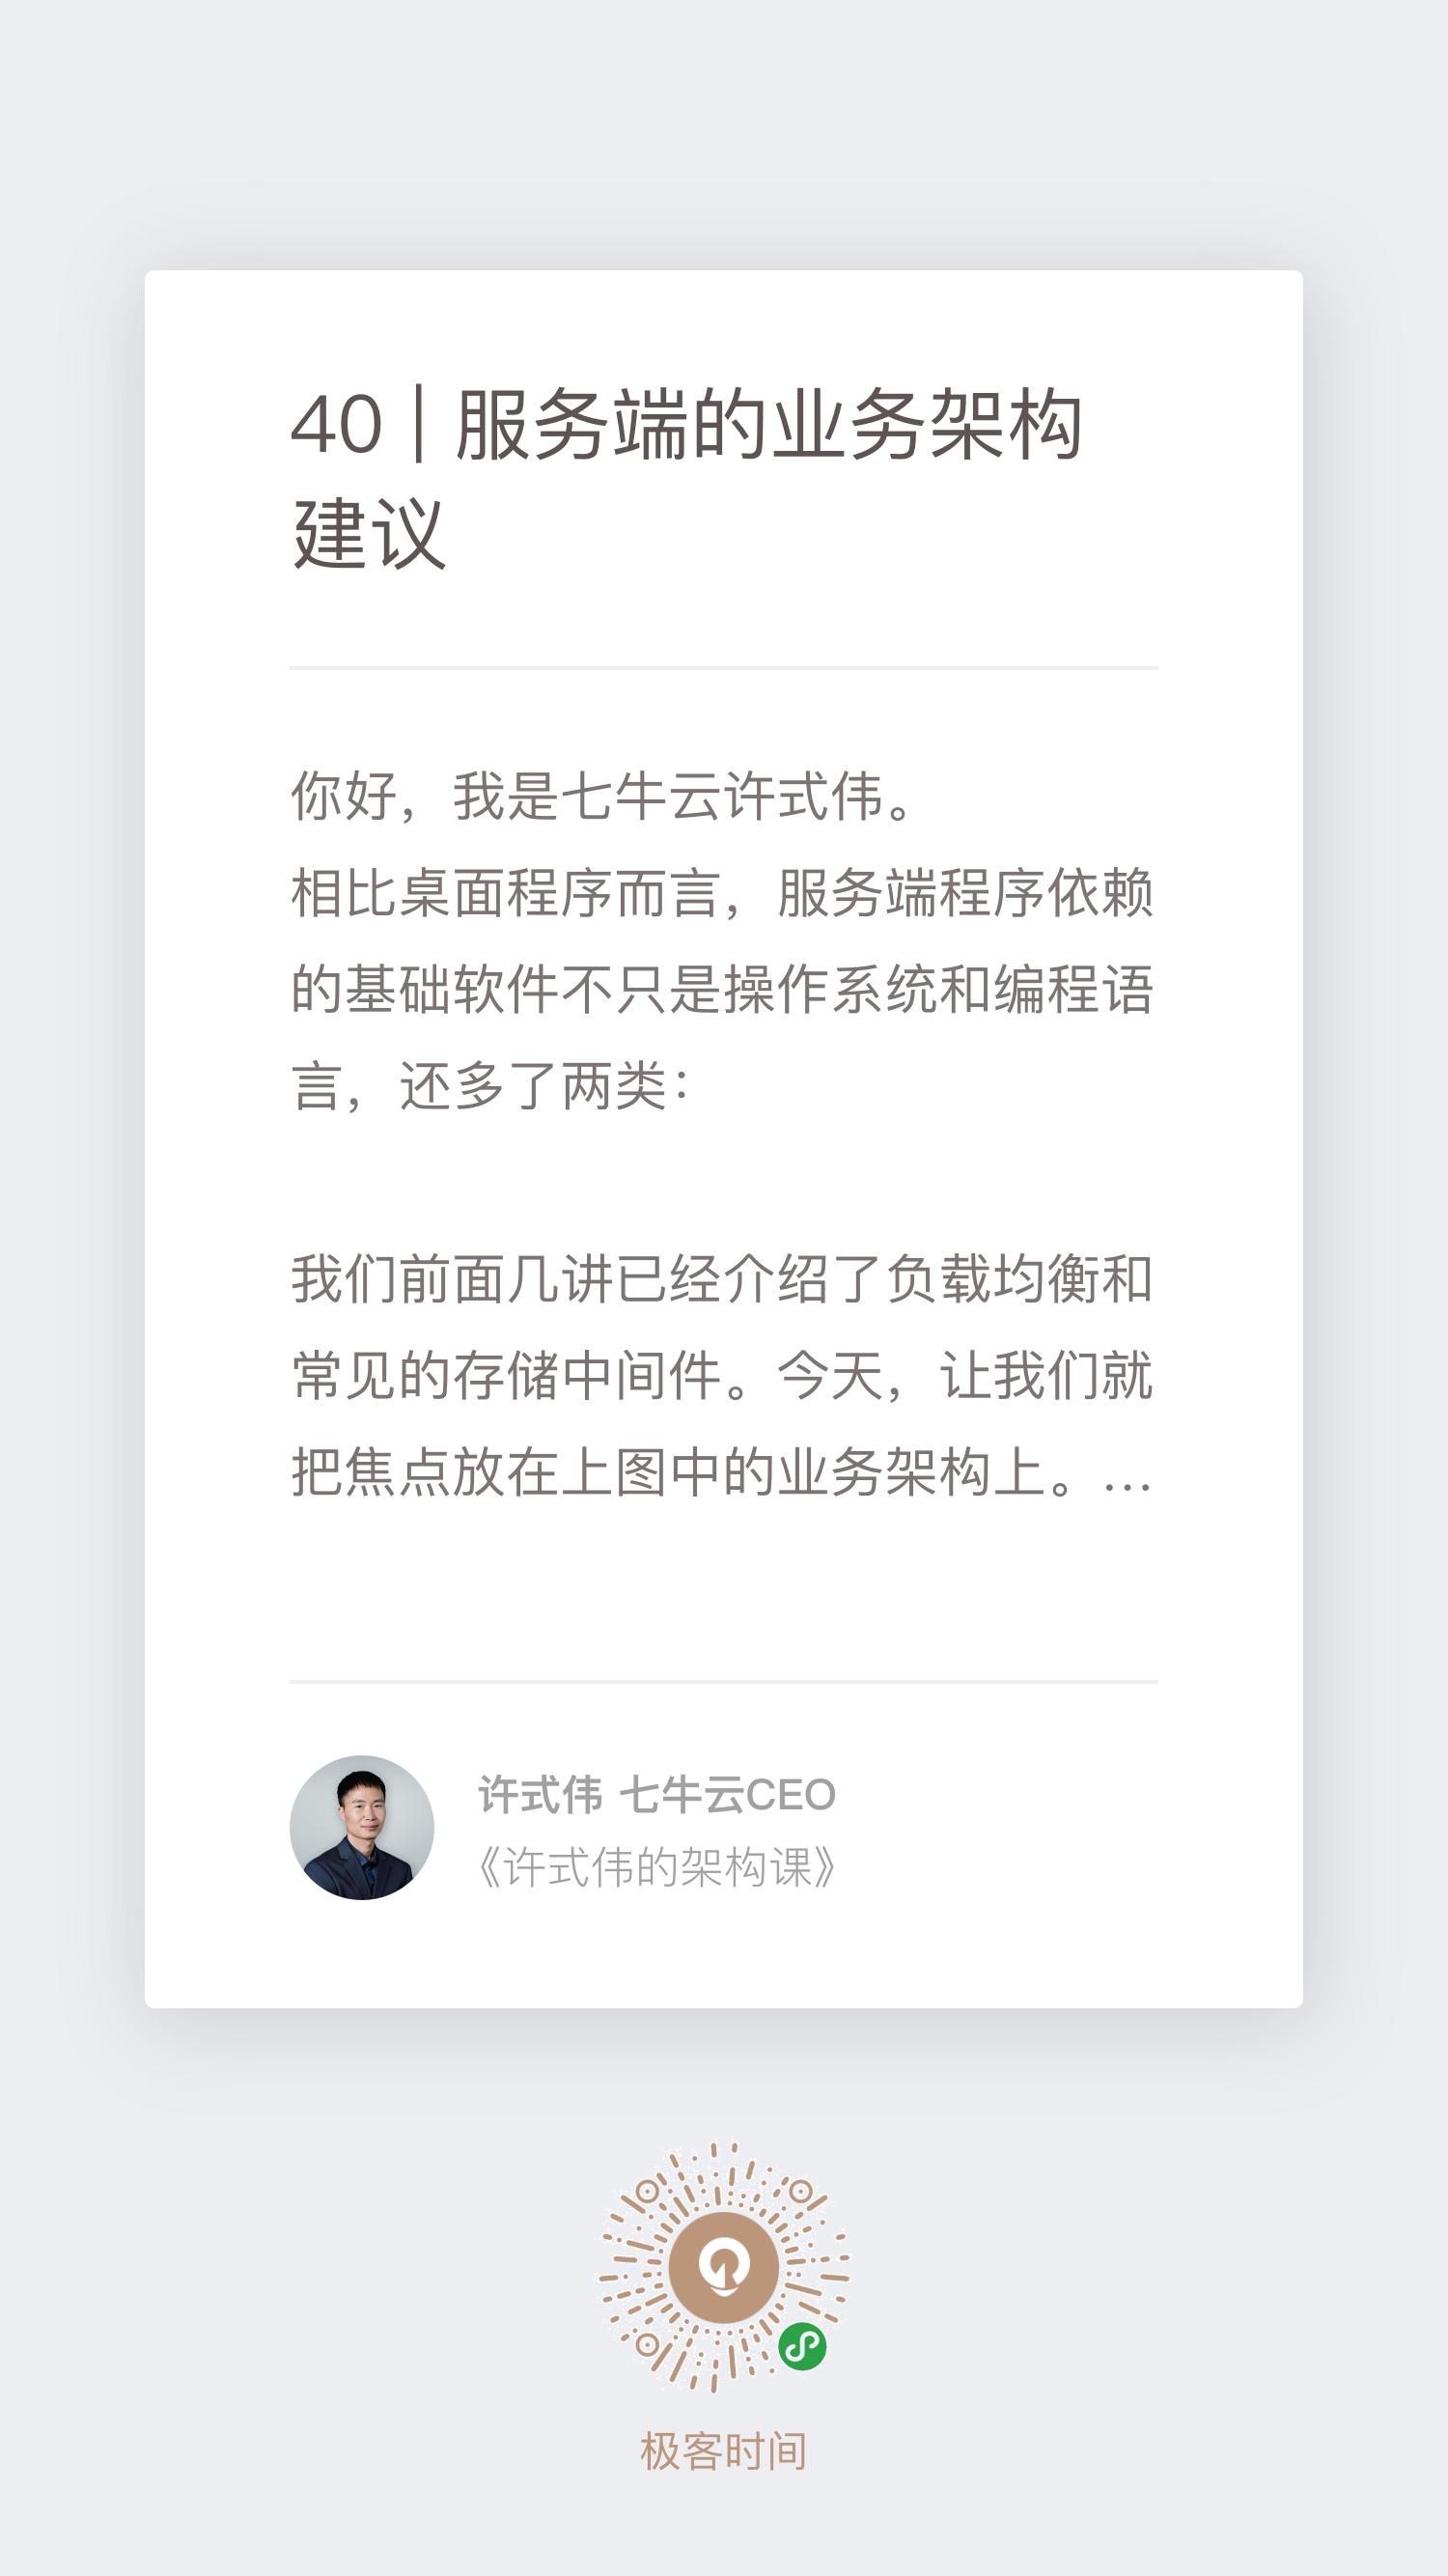 40 | 服务端的业务架构
建议
你好，我是七牛云许式伟。
相比桌面程序而言，服务端程序依赖
的基础软件不只是操作系统和编程语
言，还多了两类：
我们前面几讲已经介绍了负载均衡和
常见的存储中间件。今天，让我们就
把焦点放在上图中的业务架构上。...
许式伟 七牛云CEO
《许式伟的架构课》
极客时间